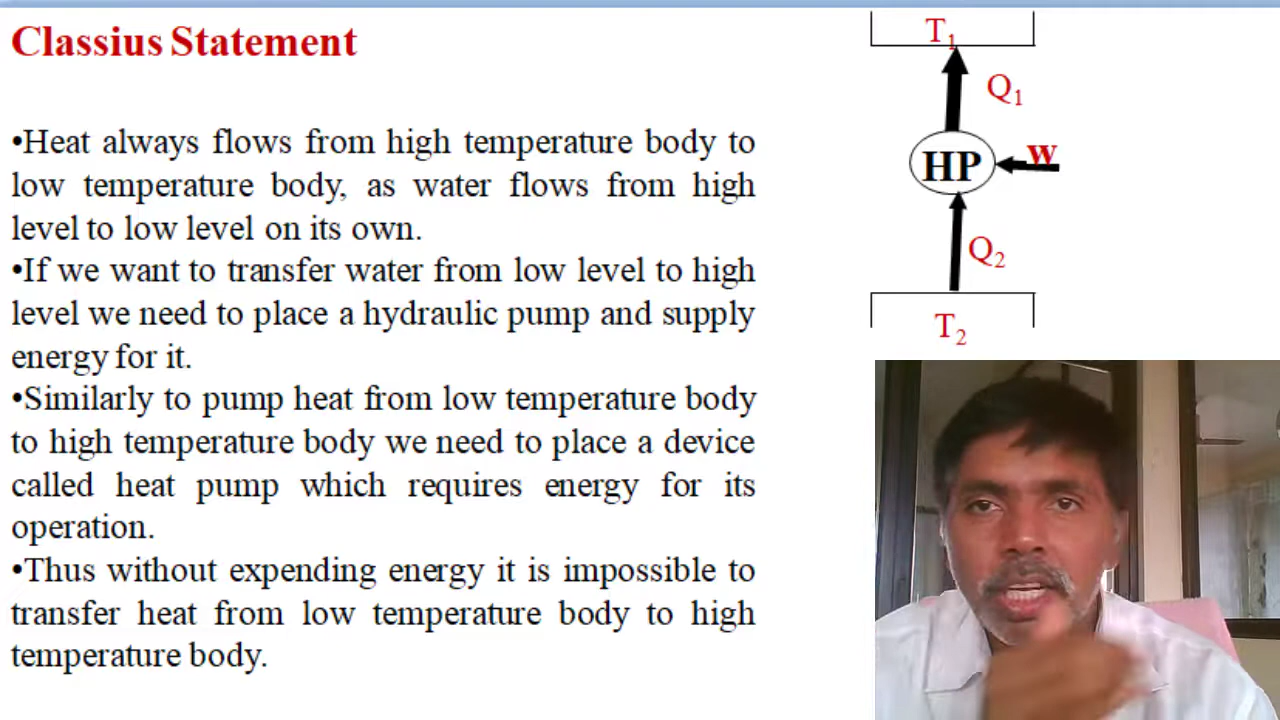 Classius Statement
•Heat always flows from high temperature body to
low temperature body, as water flows from high
level to low level on its own.
•If we want to transfer water from low level to high
level we need to place a hydraulic pump and supply
energy for it.
•Similarly to pump heat from low temperature body
to high temperature body we need to place a device
called heat pump which requires energy for its
operation.
•Thus without expending energy it is impossible to
transfer heat from low temperature body to high
temperature body.
T₁
Q₁
HP
w
Q₂
T₂